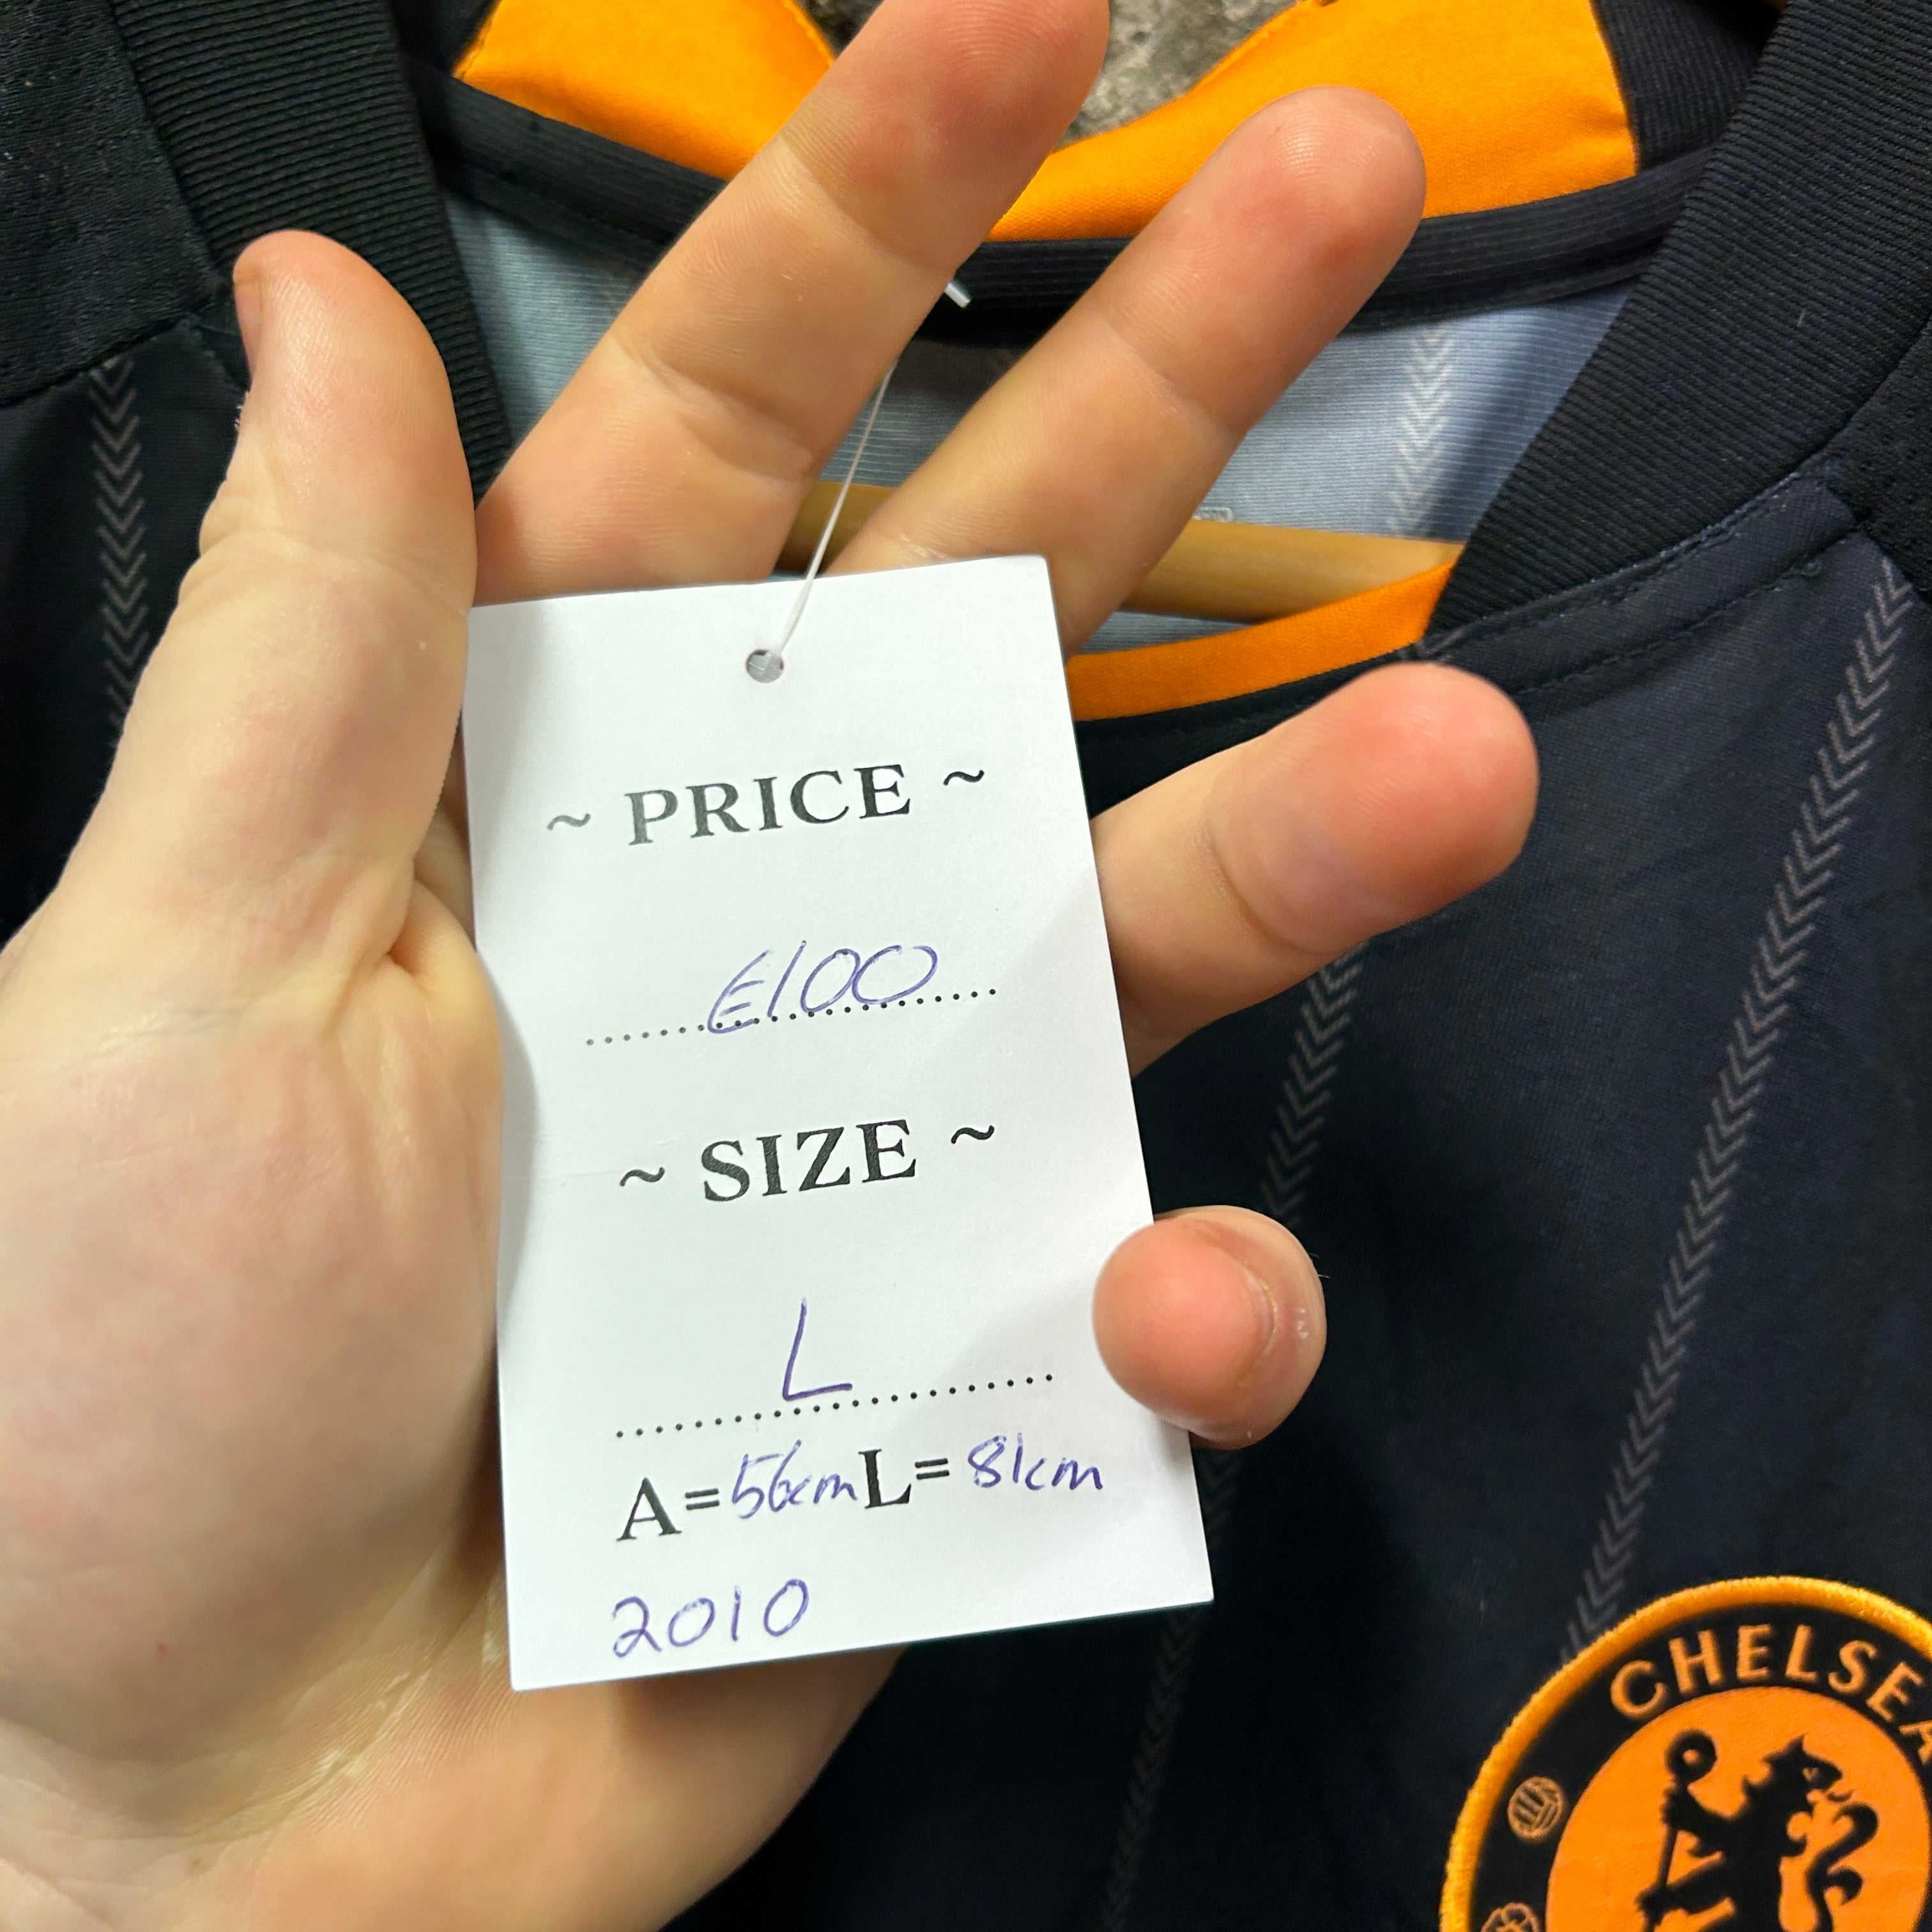 ~ PRICE ~
€100
~ SIZE ~
L
A=56cm L=81cm
2010
CHELSEA